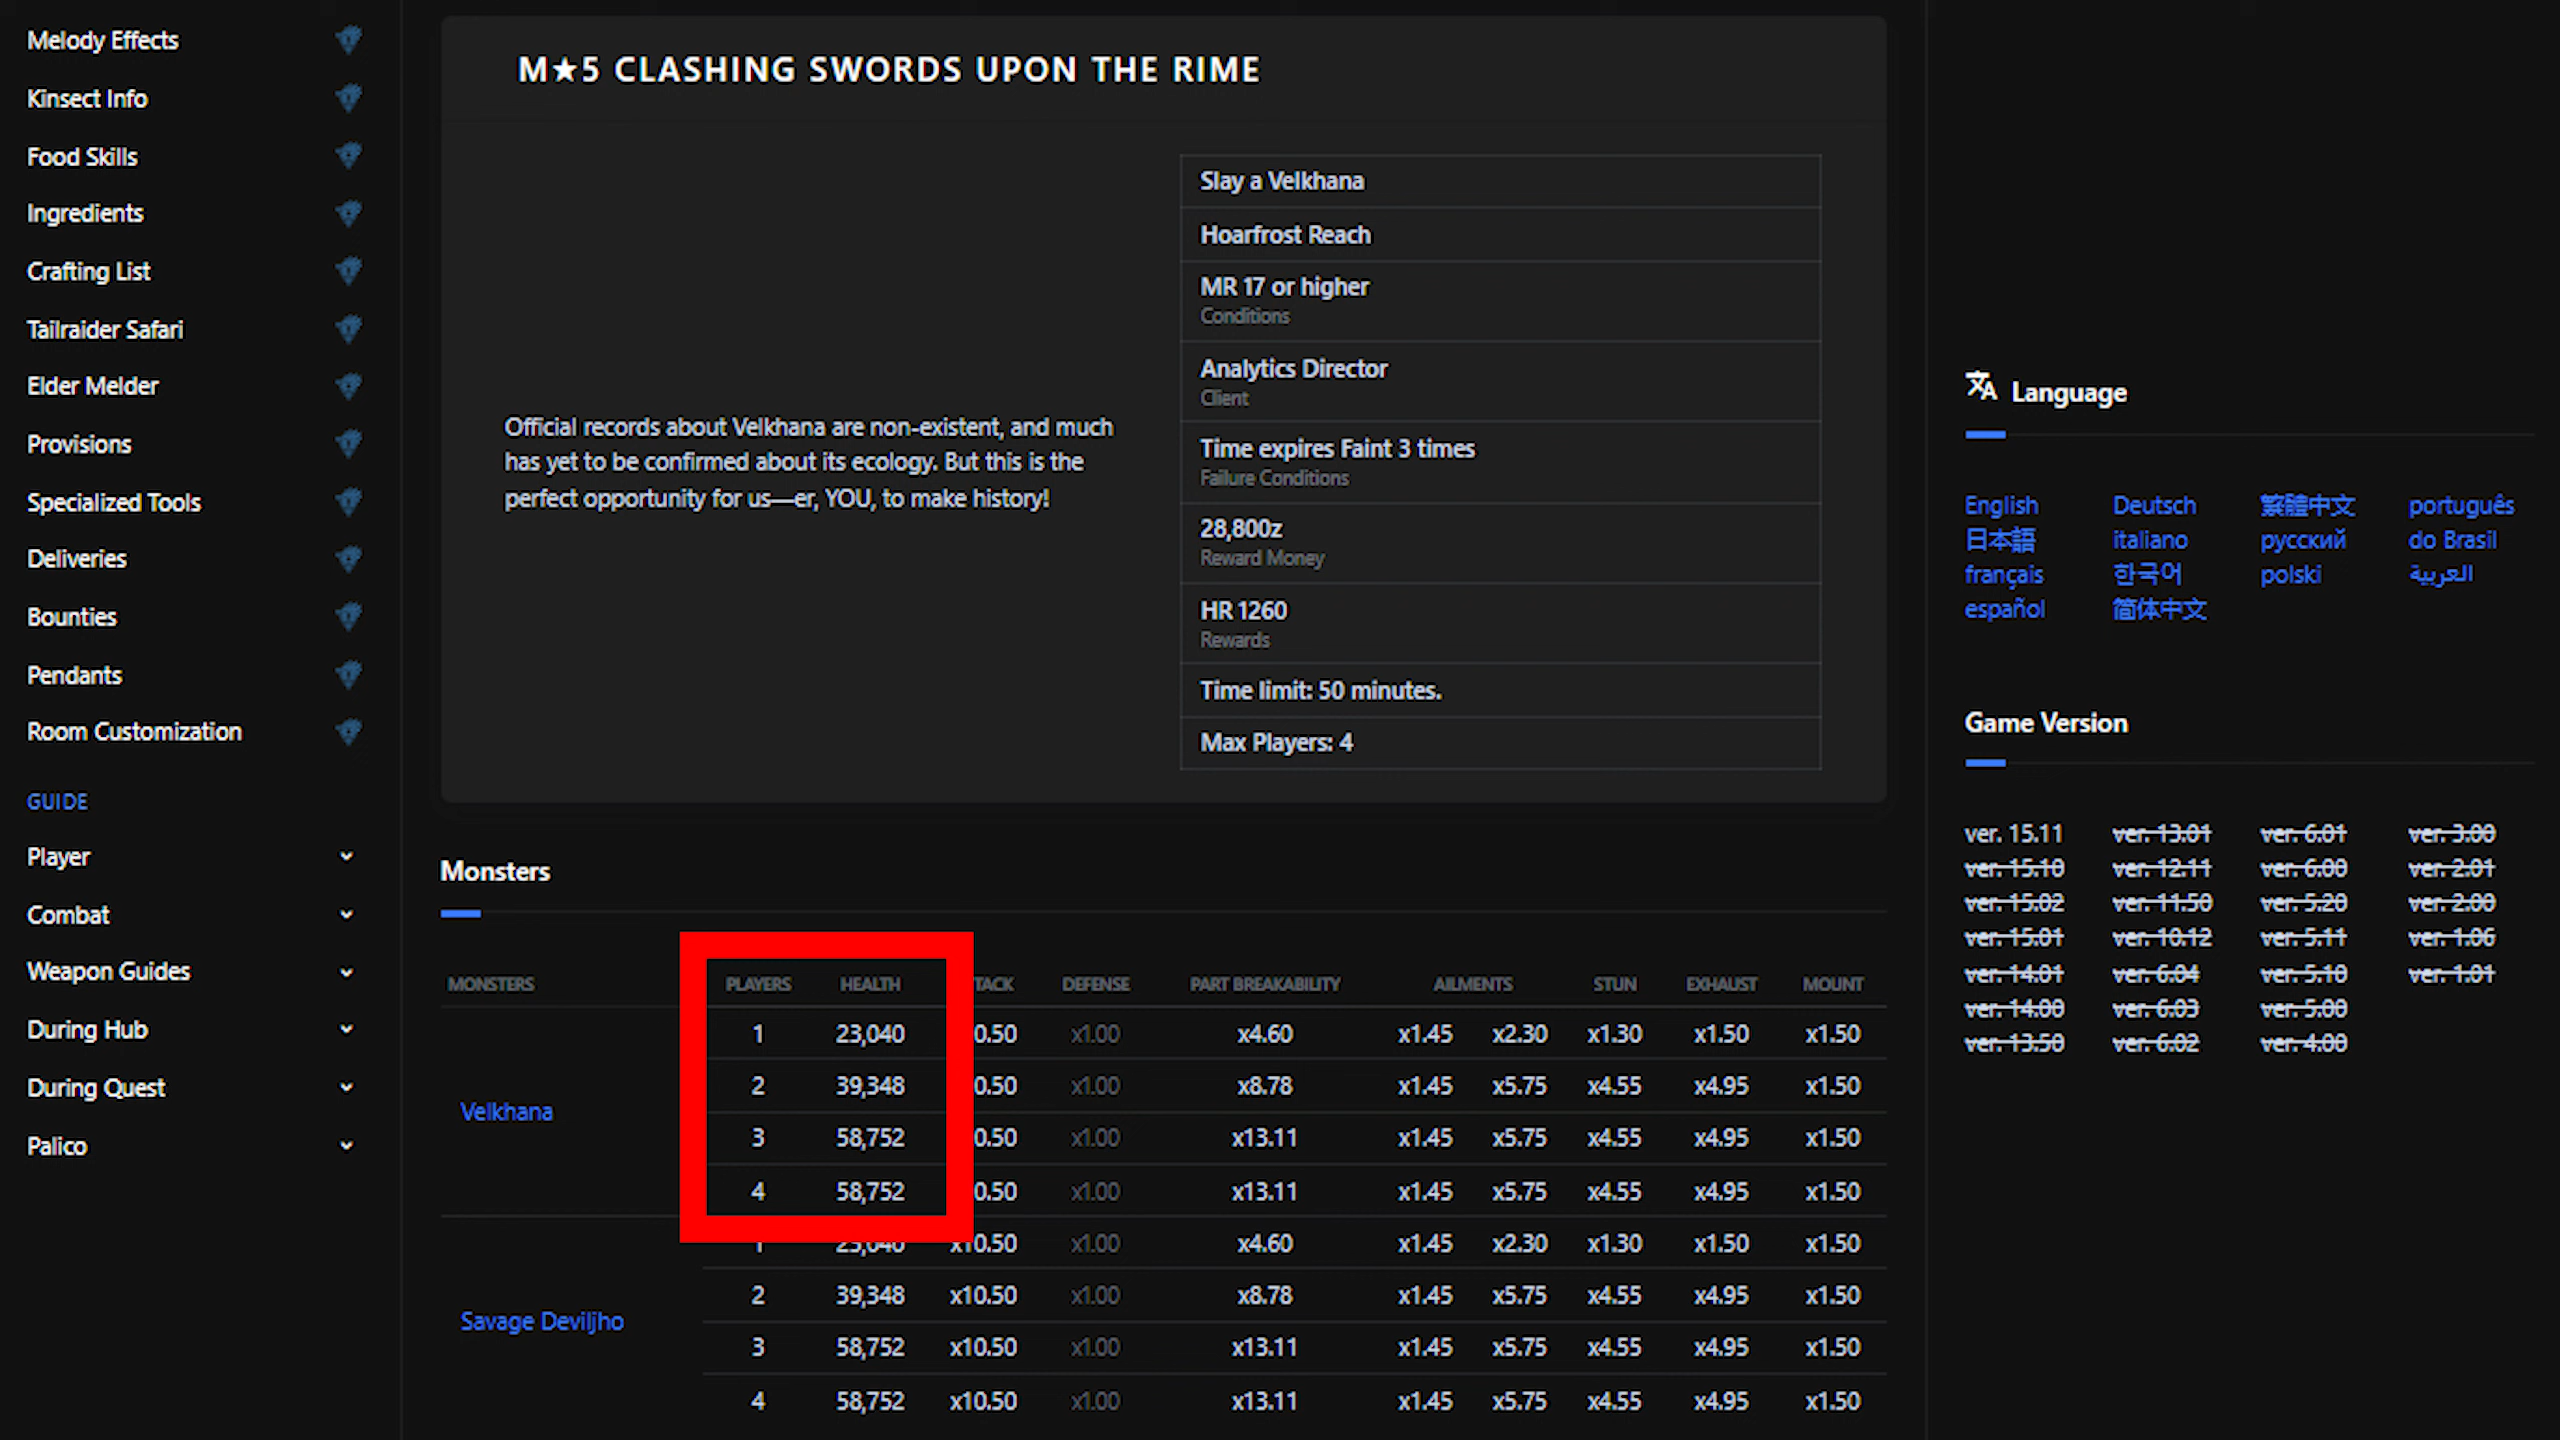 Melody Effects
Kinsect Info
Food Skills
Ingredients
Crafting List
Tailraider Safari
Elder Melder
Provisions
Specialized Tools
Deliveries
Bounties
Pendants
Room Customization
GUIDE
Player
Combat
Weapon Guides
During Hub
During Quest
Palico
M★5 CLASHING SWORDS UPON THE RIME
Official records about Velkhana are non-existent, and much
has yet to be confirmed about its ecology. But this is the
perfect opportunity for us—er, YOU, to make history!
Slay a Velkhana
Hoarfrost Reach
MR 17 or higher
Conditions
Analytics Director
Client
Time expires Faint 3 times
Failure Conditions
28,800z
Reward Money
HR 1260
Rewards
Time limit: 50 minutes.
Max Players: 4
Monsters
MONSTERS PLAYERS HEALTH TACK DEFENSE PART BREAKABILITY AILMENTS STUN EXHAUST MOUNT
Velkhana
1 23,040 0.50 x1.00 x4.60 x1.45 x2.30 x1.30 x1.50 x1.50
2 39,348 0.50 x1.00 x8.78 x1.45 x5.75 x4.55 x4.95 x1.50
3 58,752 0.50 x1.00 x13.11 x1.45 x5.75 x4.55 x4.95 x1.50
4 58,752 0.50 x1.00 x13.11 x1.45 x5.75 x4.55 x4.95 x1.50
Savage Deviljho
1 23,040 x10.50 x1.00 x4.60 x1.45 x2.30 x1.30 x1.50 x1.50
2 39,348 x10.50 x1.00 x8.78 x1.45 x5.75 x4.55 x4.95 x1.50
3 58,752 x10.50 x1.00 x13.11 x1.45 x5.75 x4.55 x4.95 x1.50
4 58,752 x10.50 x1.00 x13.11 x1.45 x5.75 x4.55 x4.95 x1.50
Language
English Deutsch 繁體中文 português
日本語 italiano русский do Brasil
français 한국어 polski العربية
español 简体中文
Game Version
ver. 15.11 ver. 13.01 ver. 6.01 ver. 3.00
ver. 15.10 ver. 12.11 ver. 6.00 ver. 2.01
ver. 15.02 ver. 11.50 ver. 5.20 ver. 2.00
ver. 15.01 ver. 10.12 ver. 5.11 ver. 1.06
ver. 14.01 ver. 6.04 ver. 5.10 ver. 1.01
ver. 14.00 ver. 6.03 ver. 5.00
ver. 13.50 ver. 6.02 ver. 4.00